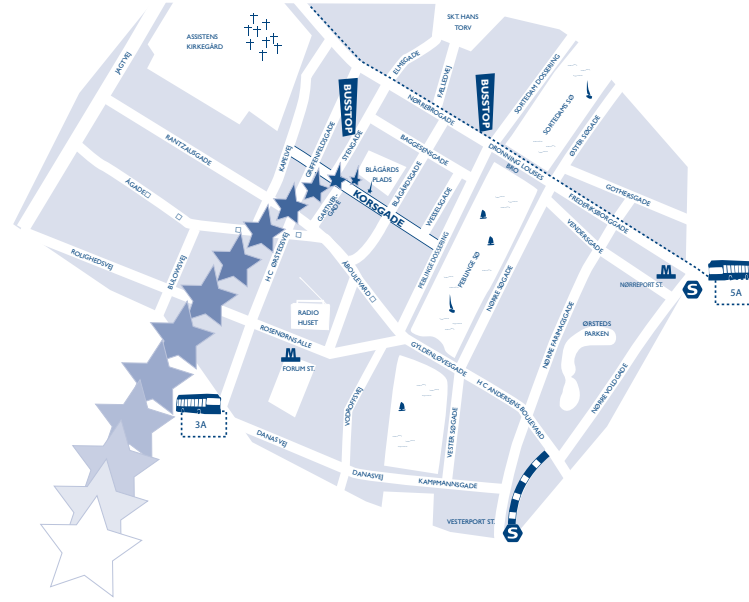 SKT. HANS
TORV
ASSISTENS
KIRKEGÅRD
JAGTVEJ
ELMEGADE
FÆLLEDVEJ
SORTEDAM DOSSERING
BUSSTOP
BUSSTOP
NØRREBROGADE
SORTEDAMS SØ
ØSTER SØGADE
RANTZAUSGADE
KAPELVEJ
GRIFFENFELDSGADE
STENGADE
BAGGESENSGADE
DRONNING LOUISES
BRO
BLÅGÅRDS
PLADS
BLÅGÅRDSGADE
ÅGADE
GARTNER-
GADE
KORSGADE
WESSELSGADE
GOTHERSGADE
FREDERIKSBORGGADE
VENDERSGADE
ROLIGHEDSVEJ
BÜLOWSVEJ
H C ØRSTEDSVEJ
ÅBOULEVARD
PEBLINGE DOSSERING
PEBLINGE SØ
NØRRE SØGADE
M
NØRREPORT ST.
S
5A
RADIO
HUSET
ROSENØRNS ALLE
M
FORUM ST.
GYLDENLØVESGADE
NØRRE FARIMAGSGADE
ØRSTEDS
PARKEN
NØRRE VOLDGADE
H C ANDERSENS BOULEVARD
3A
VODROFFSVEJ
VESTER SØGADE
DANASVEJ
DANASVEJ
KAMPMANNSGADE
VESTERPORT ST.
S